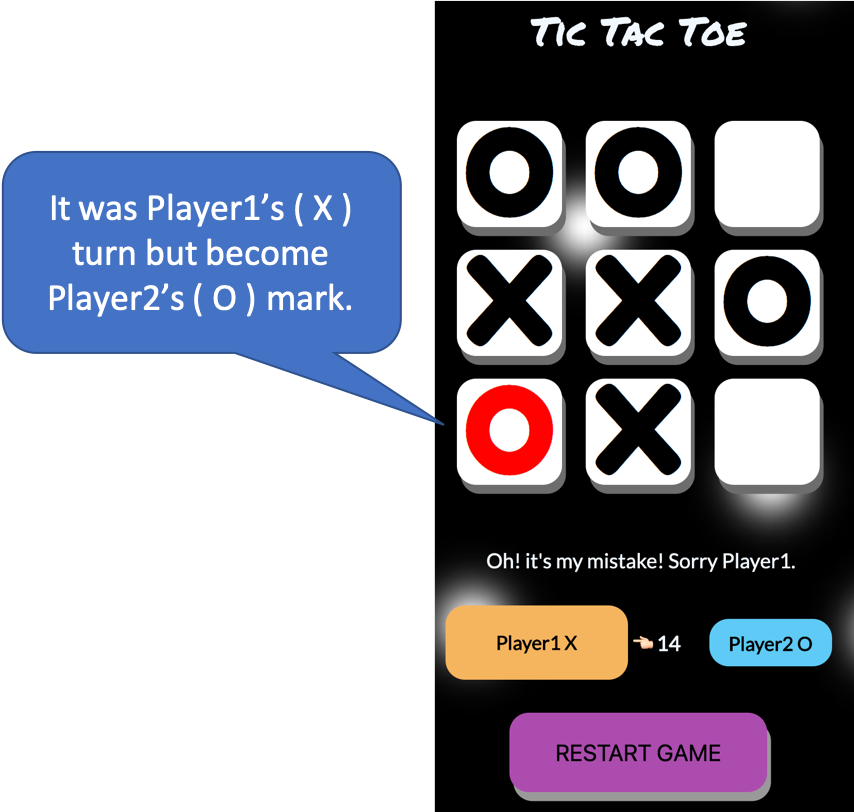 Tic Tac Toe
It was Player1's ( X )
turn but become
Player2's ( O ) mark.
O O
X X O
O X
Oh! it's my mistake! Sorry Player1.
Player1 X 👈🏻 14 Player2 O
RESTART GAME